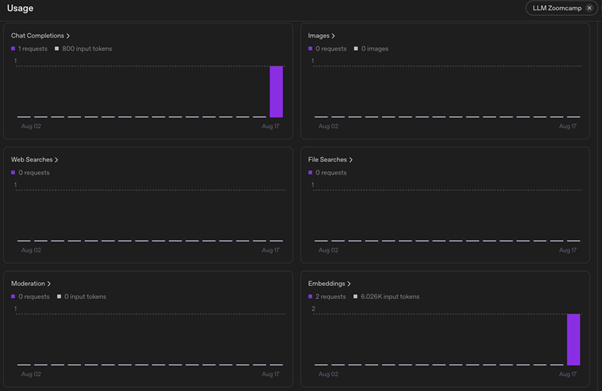 Usage
LLM Zoomcamp ×
Chat Completions >
1 requests 800 input tokens
1
Aug 02 Aug 17
Images >
0 requests 0 images
1
Aug 02 Aug 17
Web Searches >
0 requests
1
Aug 02 Aug 17
File Searches >
0 requests
1
Aug 02 Aug 17
Moderation >
0 requests 0 input tokens
1
Aug 02 Aug 17
Embeddings >
2 requests 6.026K input tokens
2
Aug 02 Aug 17